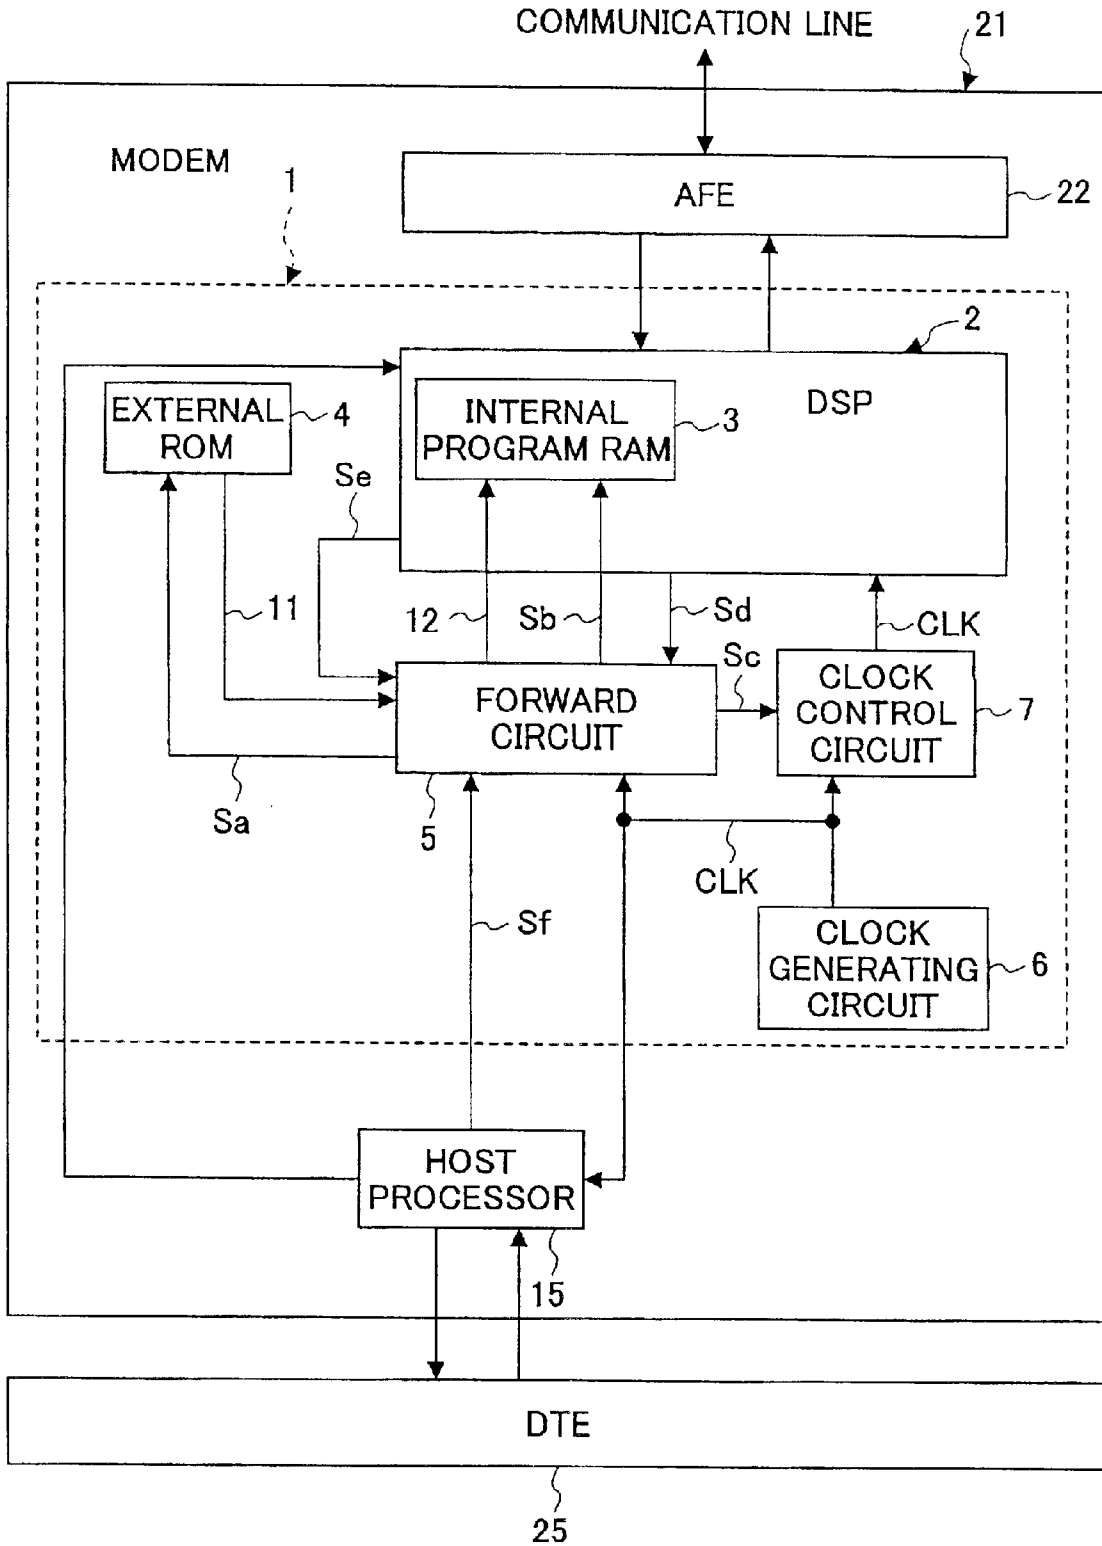 COMMUNICATION LINE
21
MODEM
1
AFE
22
2
EXTERNAL
ROM
4
INTERNAL
PROGRAM RAM
3
DSP
Se
11
12
Sb
Sd
CLK
Sc
FORWARD
CIRCUIT
CLOCK
CONTROL
CIRCUIT
7
Sa
5
CLK
Sf
CLOCK
GENERATING
CIRCUIT
6
HOST
PROCESSOR
15
DTE
25